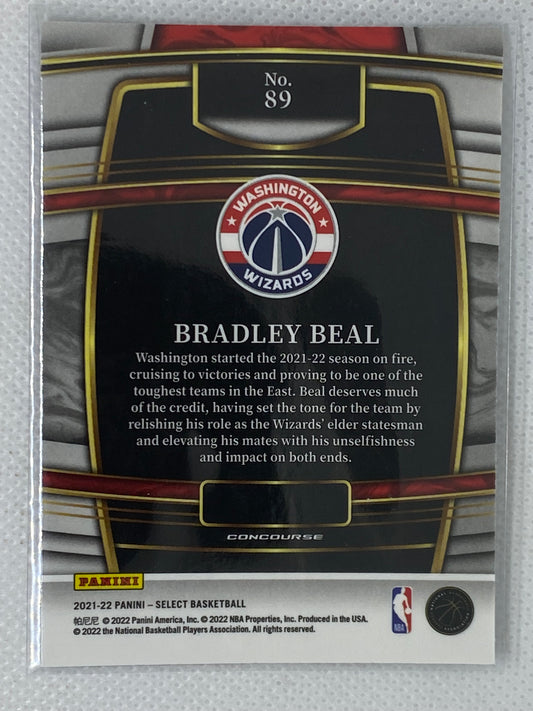 No.
89
WASHINGTON
WIZARDS
BRADLEY BEAL
Washington started the 2021-22 season on fire,
cruising to victories and proving to be one of the
toughest teams in the East. Beal deserves much
of the credit, having set the tone for the team by
relishing his role as the Wizards' elder statesman
and elevating his mates with his unselfishness
and impact on both ends.
CONCOURSE
PANINI
2021-22 PANINI – SELECT BASKETBALL
帕尼尼 © 2022 Panini America, Inc. © 2022 NBA Properties, Inc. Produced in the USA.
© 2022 the National Basketball Players Association. All rights reserved.
NBA